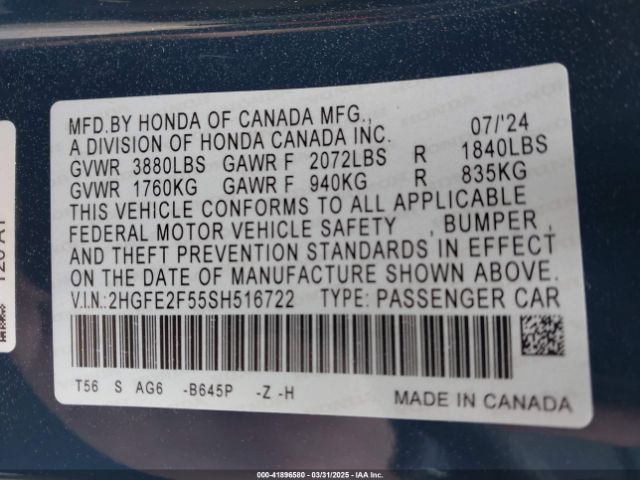 MFD.BY HONDA OF CANADA MFG., 07/'24
A DIVISION OF HONDA CANADA INC.
GVWR 3880LBS GAWR F 2072LBS R 1840LBS
GVWR 1760KG GAWR F 940KG R 835KG
THIS VEHICLE CONFORMS TO ALL APPLICABLE
FEDERAL MOTOR VEHICLE SAFETY , BUMPER ,
AND THEFT PREVENTION STANDARDS IN EFFECT
ON THE DATE OF MANUFACTURE SHOWN ABOVE.
V.I.N.:2HGFE2F55SH516722 TYPE: PASSENGER CAR
T56 S AG6 -B645P -Z -H
MADE IN CANADA
000-41896580 - 03/31/2025 - IAA Inc.